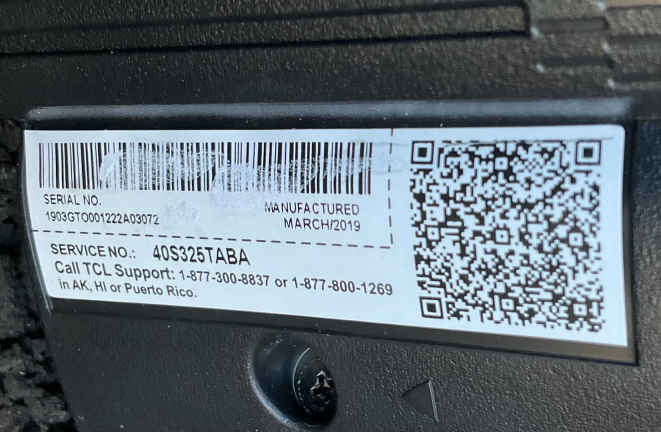 SERIAL NO.
1903GTO001222A03072
MANUFACTURED
MARCH/2019
SERVICE NO.: 40S325TABA
Call TCL Support: 1-877-300-8837 or 1-877-800-1269
in AK, HI or Puerto Rico.